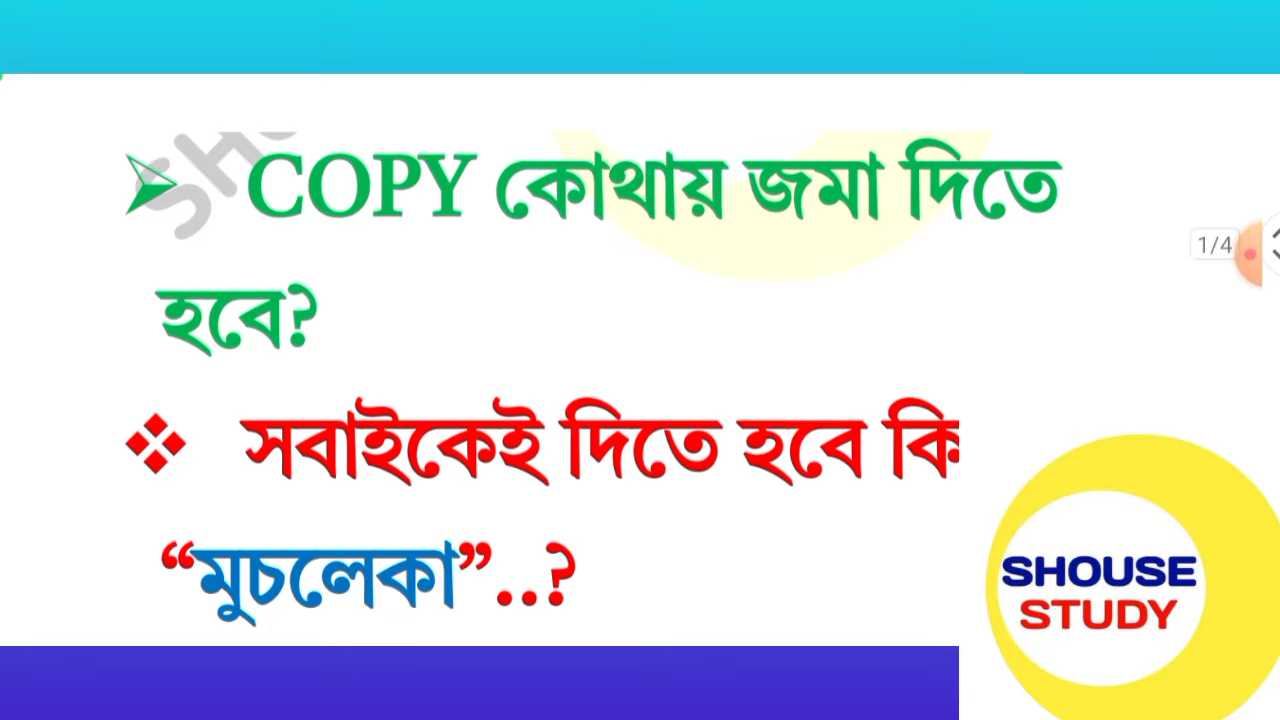 ➢ COPY কোথায় জমা দিতে
হবে?
1/4
❖ সবাইকেই দিতে হবে কি
“মুচলেকা”..?
SHOUSE
STUDY